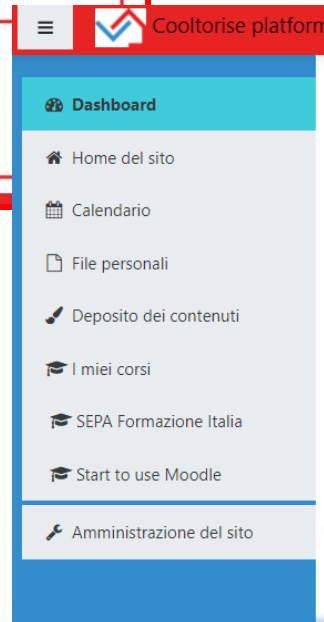 Cooltorise platform
Dashboard
Home del sito
Calendario
File personali
Deposito dei contenuti
I miei corsi
SEPA Formazione Italia
Start to use Moodle
Amministrazione del sito